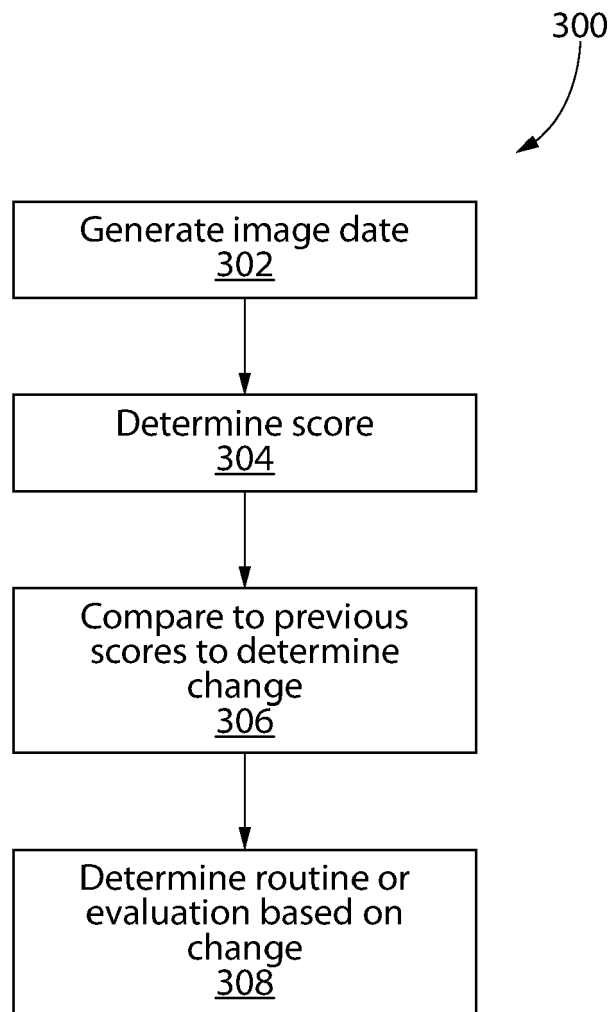 300
Generate image date
302
Determine score
304
Compare to previous
scores to determine
change
306
Determine routine or
evaluation based on
change
308